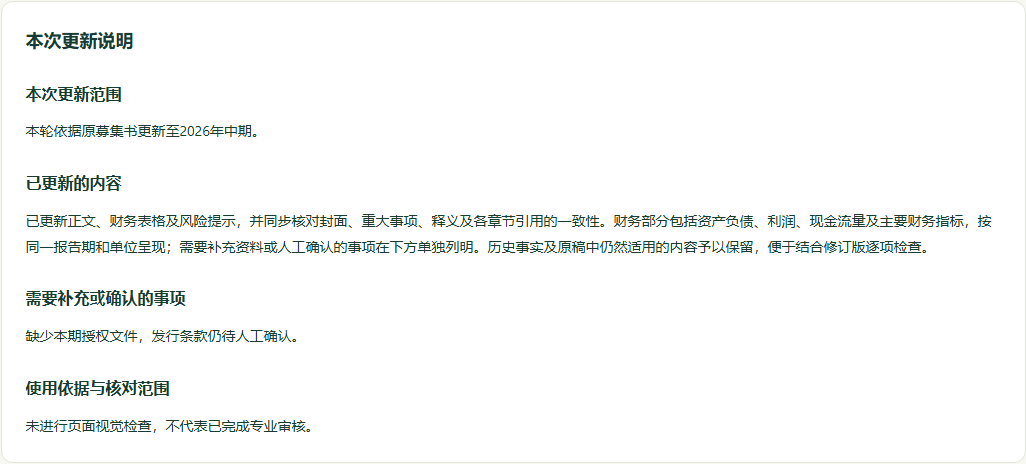 本次更新说明
本次更新范围
本轮依据原募集书更新至2026年中期。
已更新的内容
已更新正文、财务表格及风险提示，并同步核对封面、重大事项、释义及各章节引用的一致性。财务部分包括资产负债、利润、现金流量及主要财务指标，按
同一报告期和单位呈现；需要补充资料或人工确认的事项在下方单独列明。历史事实及原稿中仍然适用的内容予以保留，便于结合修订版逐项检查。
需要补充或确认的事项
缺少本期授权文件，发行条款仍待人工确认。
使用依据与核对范围
未进行页面视觉检查，不代表已完成专业审核。